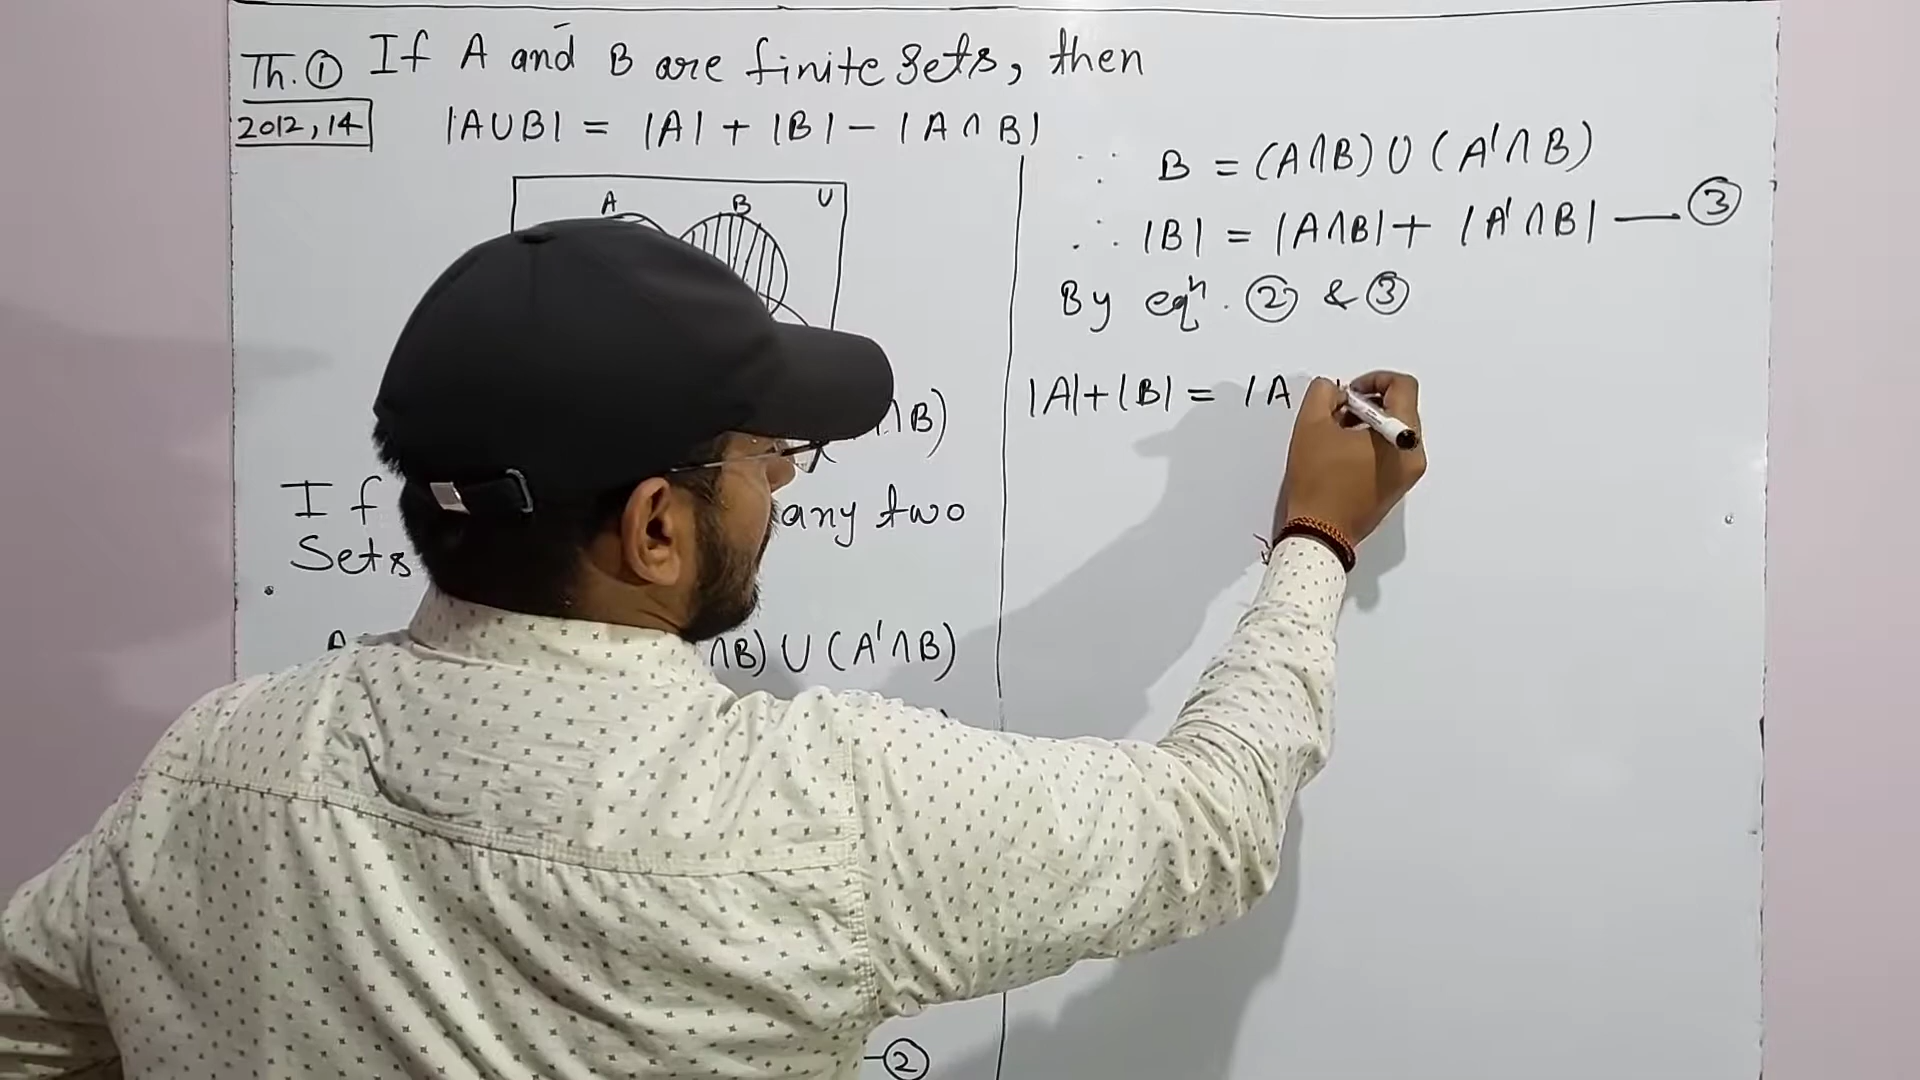 Th. ① If A and B are finite sets, then
2012, 14 |A∪B| = |A| + |B| - |A∩B|
A B U
∩B)
If any two
Sets
A ∩B) ∪ (A'∩B)
— ②
∵ B = (A∩B) ∪ (A'∩B)
∴ |B| = |A∩B| + |A'∩B| — ③
By eqⁿ. ② & ③
|A|+|B| = |A